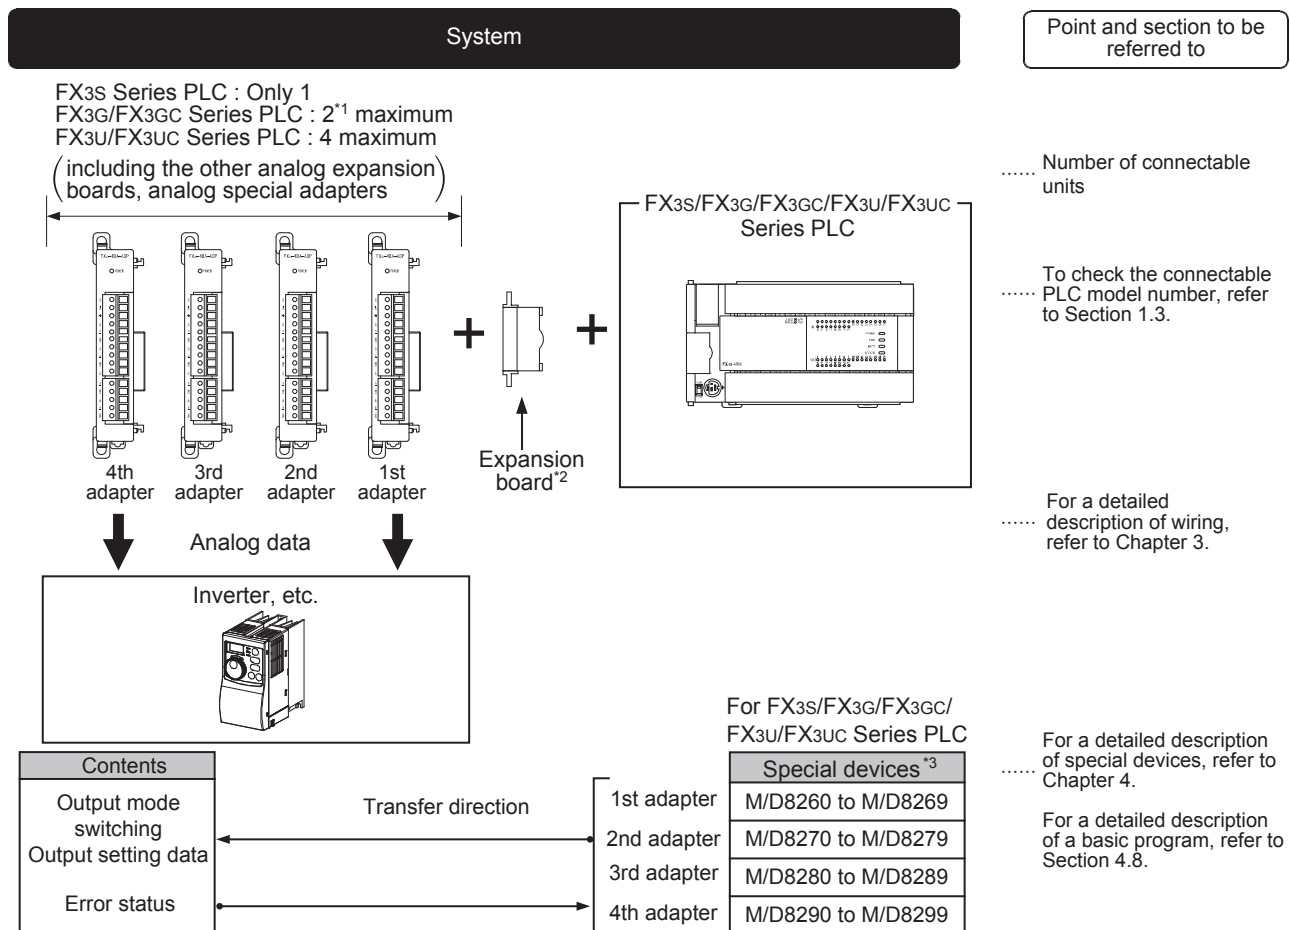 System
Point and section to be
referred to
FX3S Series PLC : Only 1
FX3G/FX3GC Series PLC : 2*1 maximum
FX3U/FX3UC Series PLC : 4 maximum
(including the other analog expansion
boards, analog special adapters)
...... Number of connectable
units
FX3S/FX3G/FX3GC/FX3U/FX3UC
Series PLC
To check the connectable
...... PLC model number, refer
to Section 1.3.
+
+
POWER
POWER
POWER
POWER
4th
adapter
3rd
adapter
2nd
adapter
1st
adapter
Expansion
board*2
For a detailed
...... description of wiring,
refer to Chapter 3.
Analog data
Inverter, etc.
For FX3S/FX3G/FX3GC/
FX3U/FX3UC Series PLC
For a detailed description
of special devices, refer to
...... Chapter 4.
For a detailed description
of a basic program, refer to
Section 4.8.
Contents
Output mode
switching
Output setting data
Error status
Transfer direction
Special devices*3
1st adapter M/D8260 to M/D8269
2nd adapter M/D8270 to M/D8279
3rd adapter M/D8280 to M/D8289
4th adapter M/D8290 to M/D8299